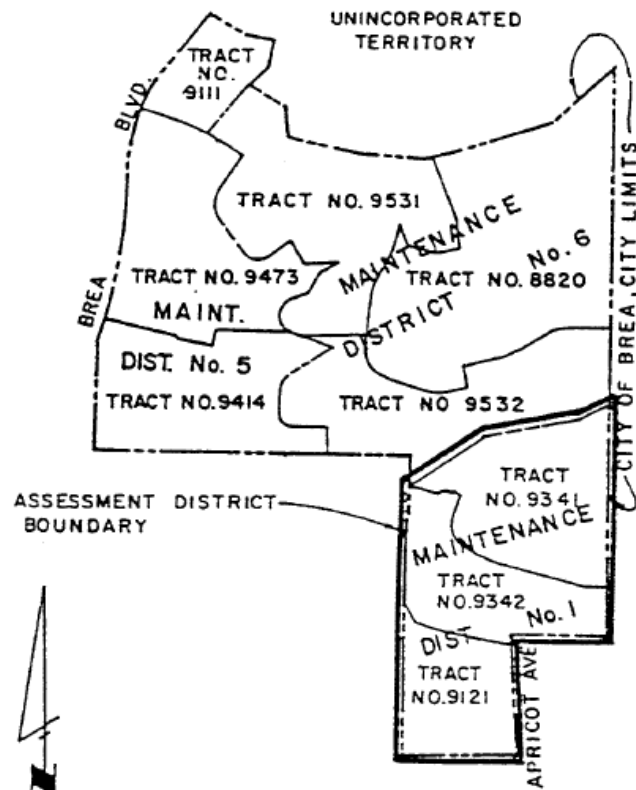 UNINCORPORATED
TERRITORY
TRACT
NO.
9111
BLVD.
TRACT NO. 9531
MAINTENANCE
DISTRICT
No. 6
TRACT NO. 9473
MAINT.
TRACT NO. 8820
BREA
DIST. No. 5
TRACT NO. 9414
TRACT NO 9532
CITY OF BREA, CITY LIMITS
ASSESSMENT DISTRICT
BOUNDARY
TRACT
NO. 9341
MAINTENANCE
TRACT
NO. 9342
DIST No. 1
TRACT
NO. 9121
APRICOT AVE